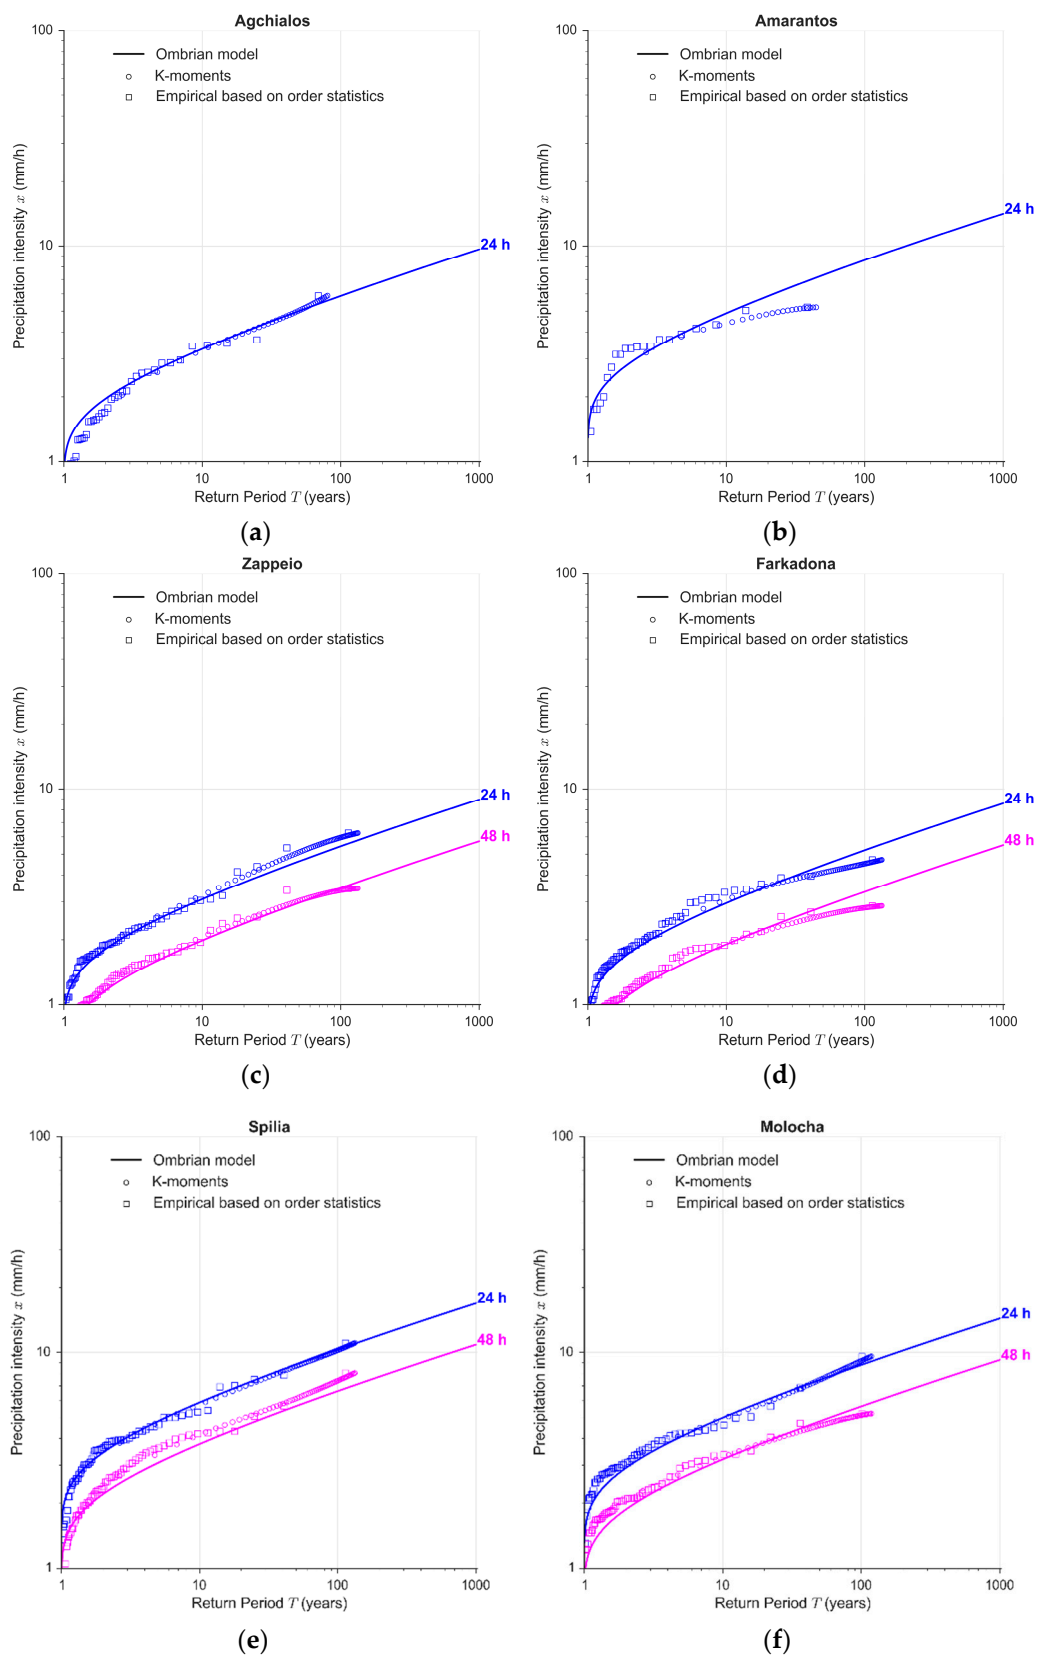 Agchialos
100
Ombrian model
K-moments
Empirical based on order statistics
Precipitation intensity x (mm/h)
10
24 h
1
1
10
100
1000
Return Period T (years)
(a)
Amarantos
100
Ombrian model
K-moments
Empirical based on order statistics
Precipitation intensity x (mm/h)
24 h
10
1
1
10
100
1000
Return Period T (years)
(b)
Zappeio
100
Ombrian model
K-moments
Empirical based on order statistics
Precipitation intensity x (mm/h)
10
24 h
48 h
1
1
10
100
1000
Return Period T (years)
(c)
Farkadona
100
Ombrian model
K-moments
Empirical based on order statistics
Precipitation intensity x (mm/h)
10
24 h
48 h
1
1
10
100
1000
Return Period T (years)
(d)
Spilia
100
Ombrian model
K-moments
Empirical based on order statistics
Precipitation intensity x (mm/h)
24 h
48 h
10
1
1
10
100
1000
Return Period T (years)
(e)
Molocha
100
Ombrian model
K-moments
Empirical based on order statistics
Precipitation intensity x (mm/h)
24 h
10
48 h
1
1
10
100
1000
Return Period T (years)
(f)